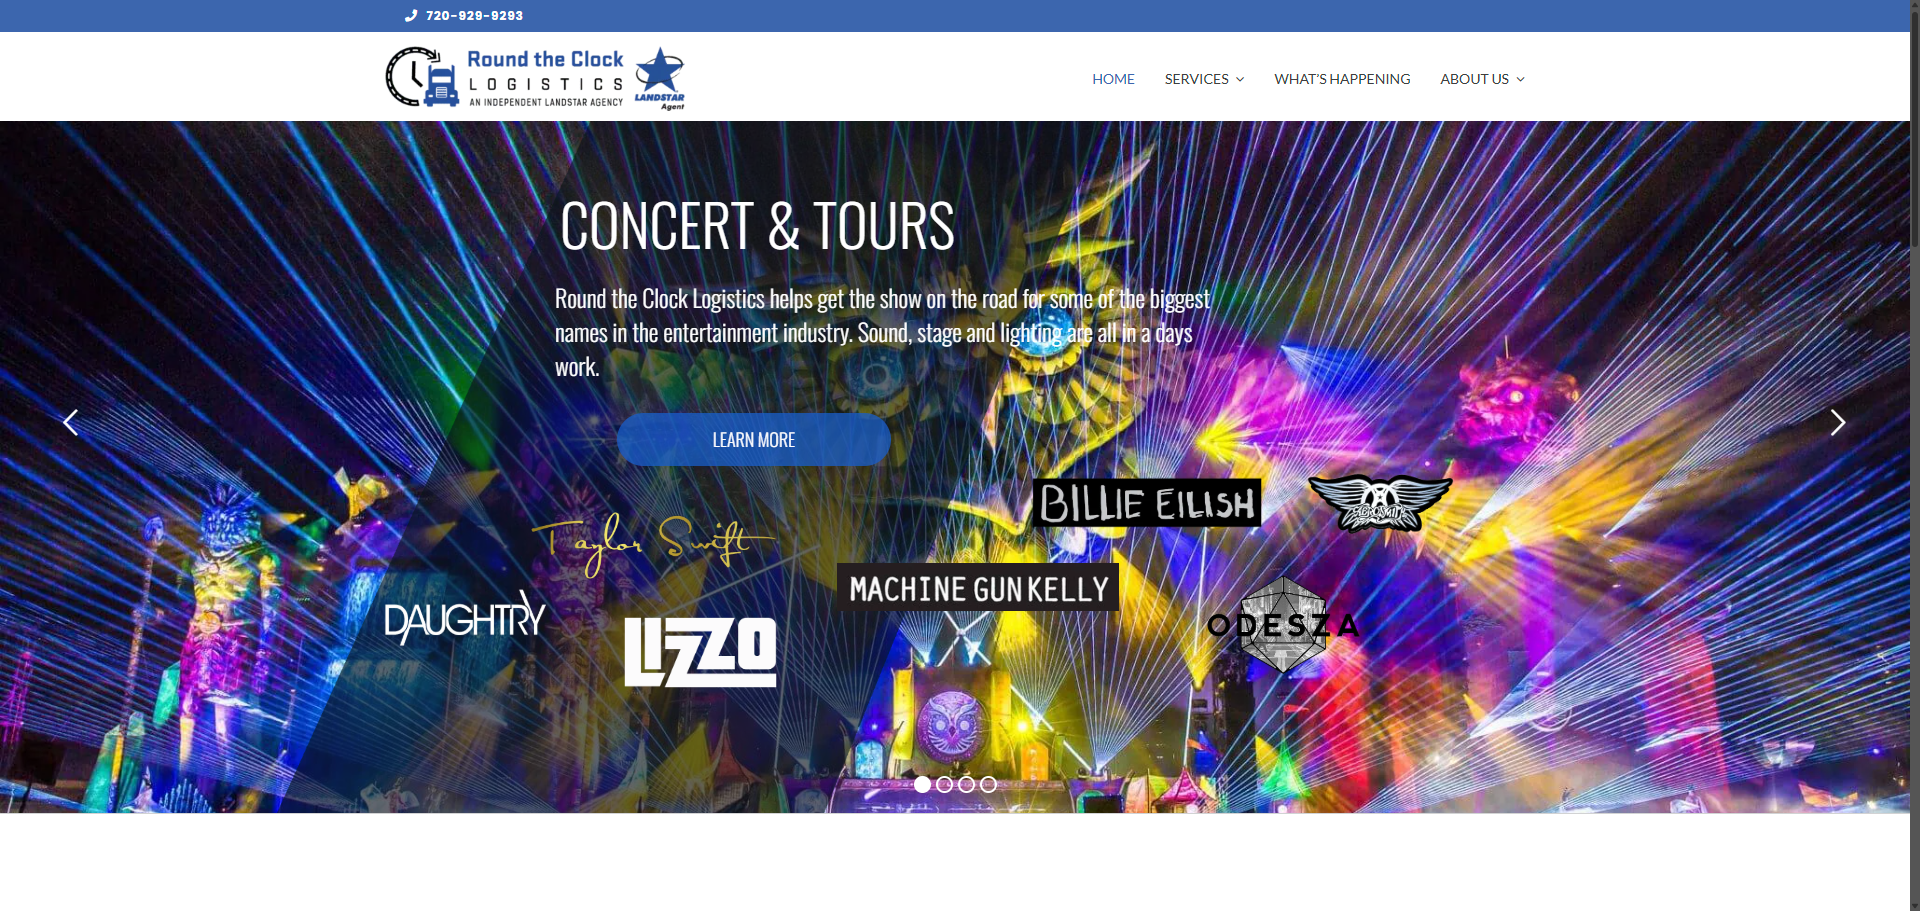 720-929-9293
Round the Clock
LOGISTICS
AN INDEPENDENT LANDSTAR AGENCY
LANDSTAR
Agent
HOME
SERVICES
WHAT'S HAPPENING
ABOUT US
CONCERT & TOURS
Round the Clock Logistics helps get the show on the road for some of the biggest
names in the entertainment industry. Sound, stage and lighting are all in a days
work.
LEARN MORE
BILLIE EILISH
AEROSMITH
Taylor Swift
MACHINE GUN KELLY
DAUGHTRY
LIZZO
ODESZA